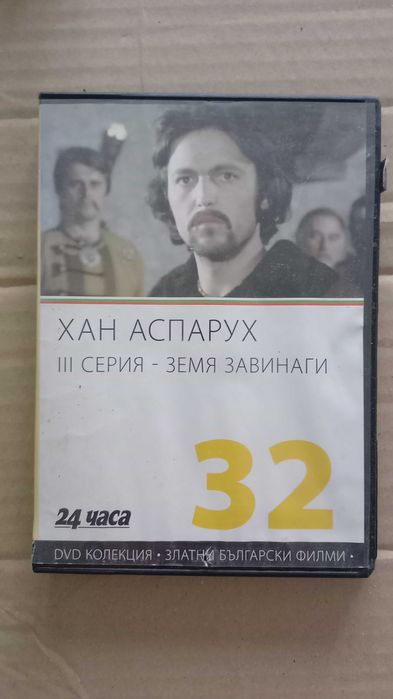 ХАН АСПАРУХ
III СЕРИЯ - ЗЕМЯ ЗАВИНАГИ
32
24 часа
DVD КОЛЕКЦИЯ • ЗЛАТНИ БЪЛГАРСКИ ФИЛМИ •